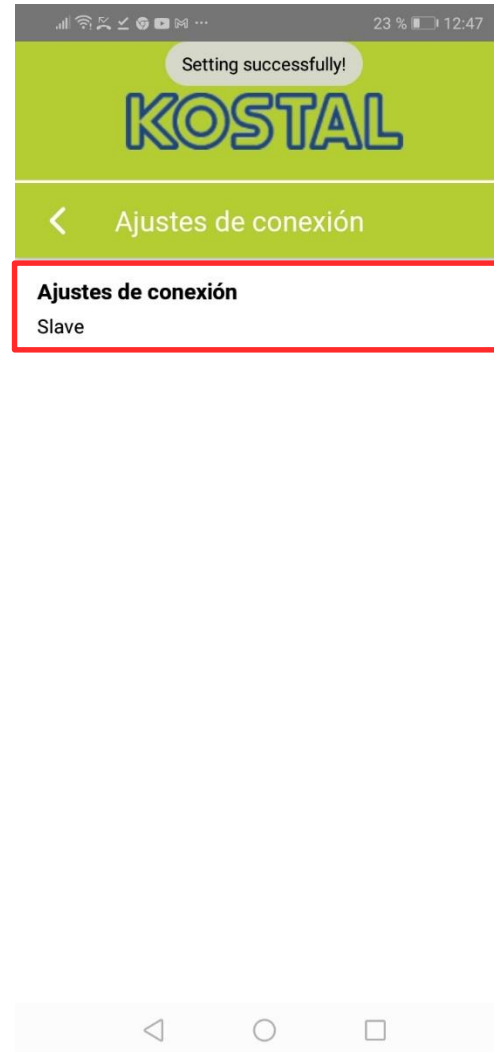 23 % 12:47
Setting successfully!
KOSTAL
Ajustes de conexión
Ajustes de conexión
Slave